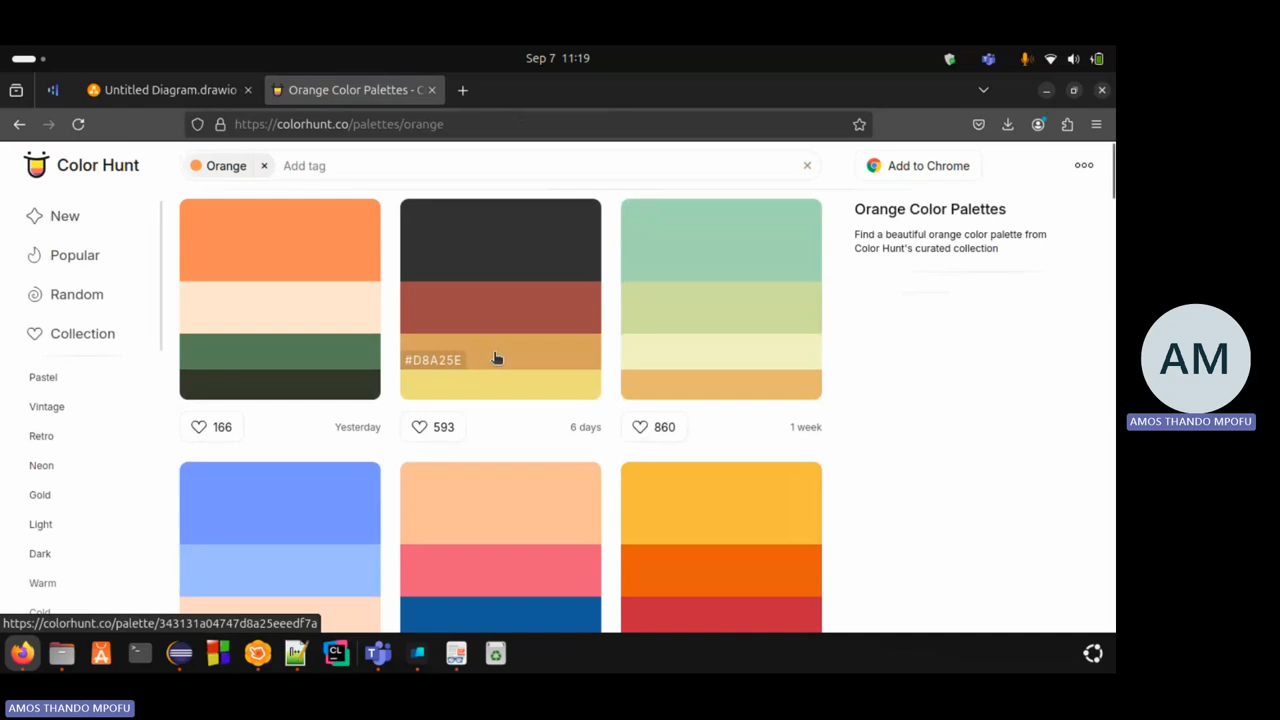 Sep 7 11:19
Untitled Diagram.drawio
Orange Color Palettes - C
https://colorhunt.co/palettes/orange
Color Hunt
Orange
Add tag
Add to Chrome
New
Popular
Random
Collection
Pastel
Vintage
Retro
Neon
Gold
Light
Dark
Warm
Cold
#D8A25E
166
Yesterday
593
6 days
860
1 week
Orange Color Palettes
Find a beautiful orange color palette from
Color Hunt's curated collection
https://colorhunt.co/palette/343131a04747d8a25eeedf7a
CL
AM
AMOS THANDO MPOFU
AMOS THANDO MPOFU